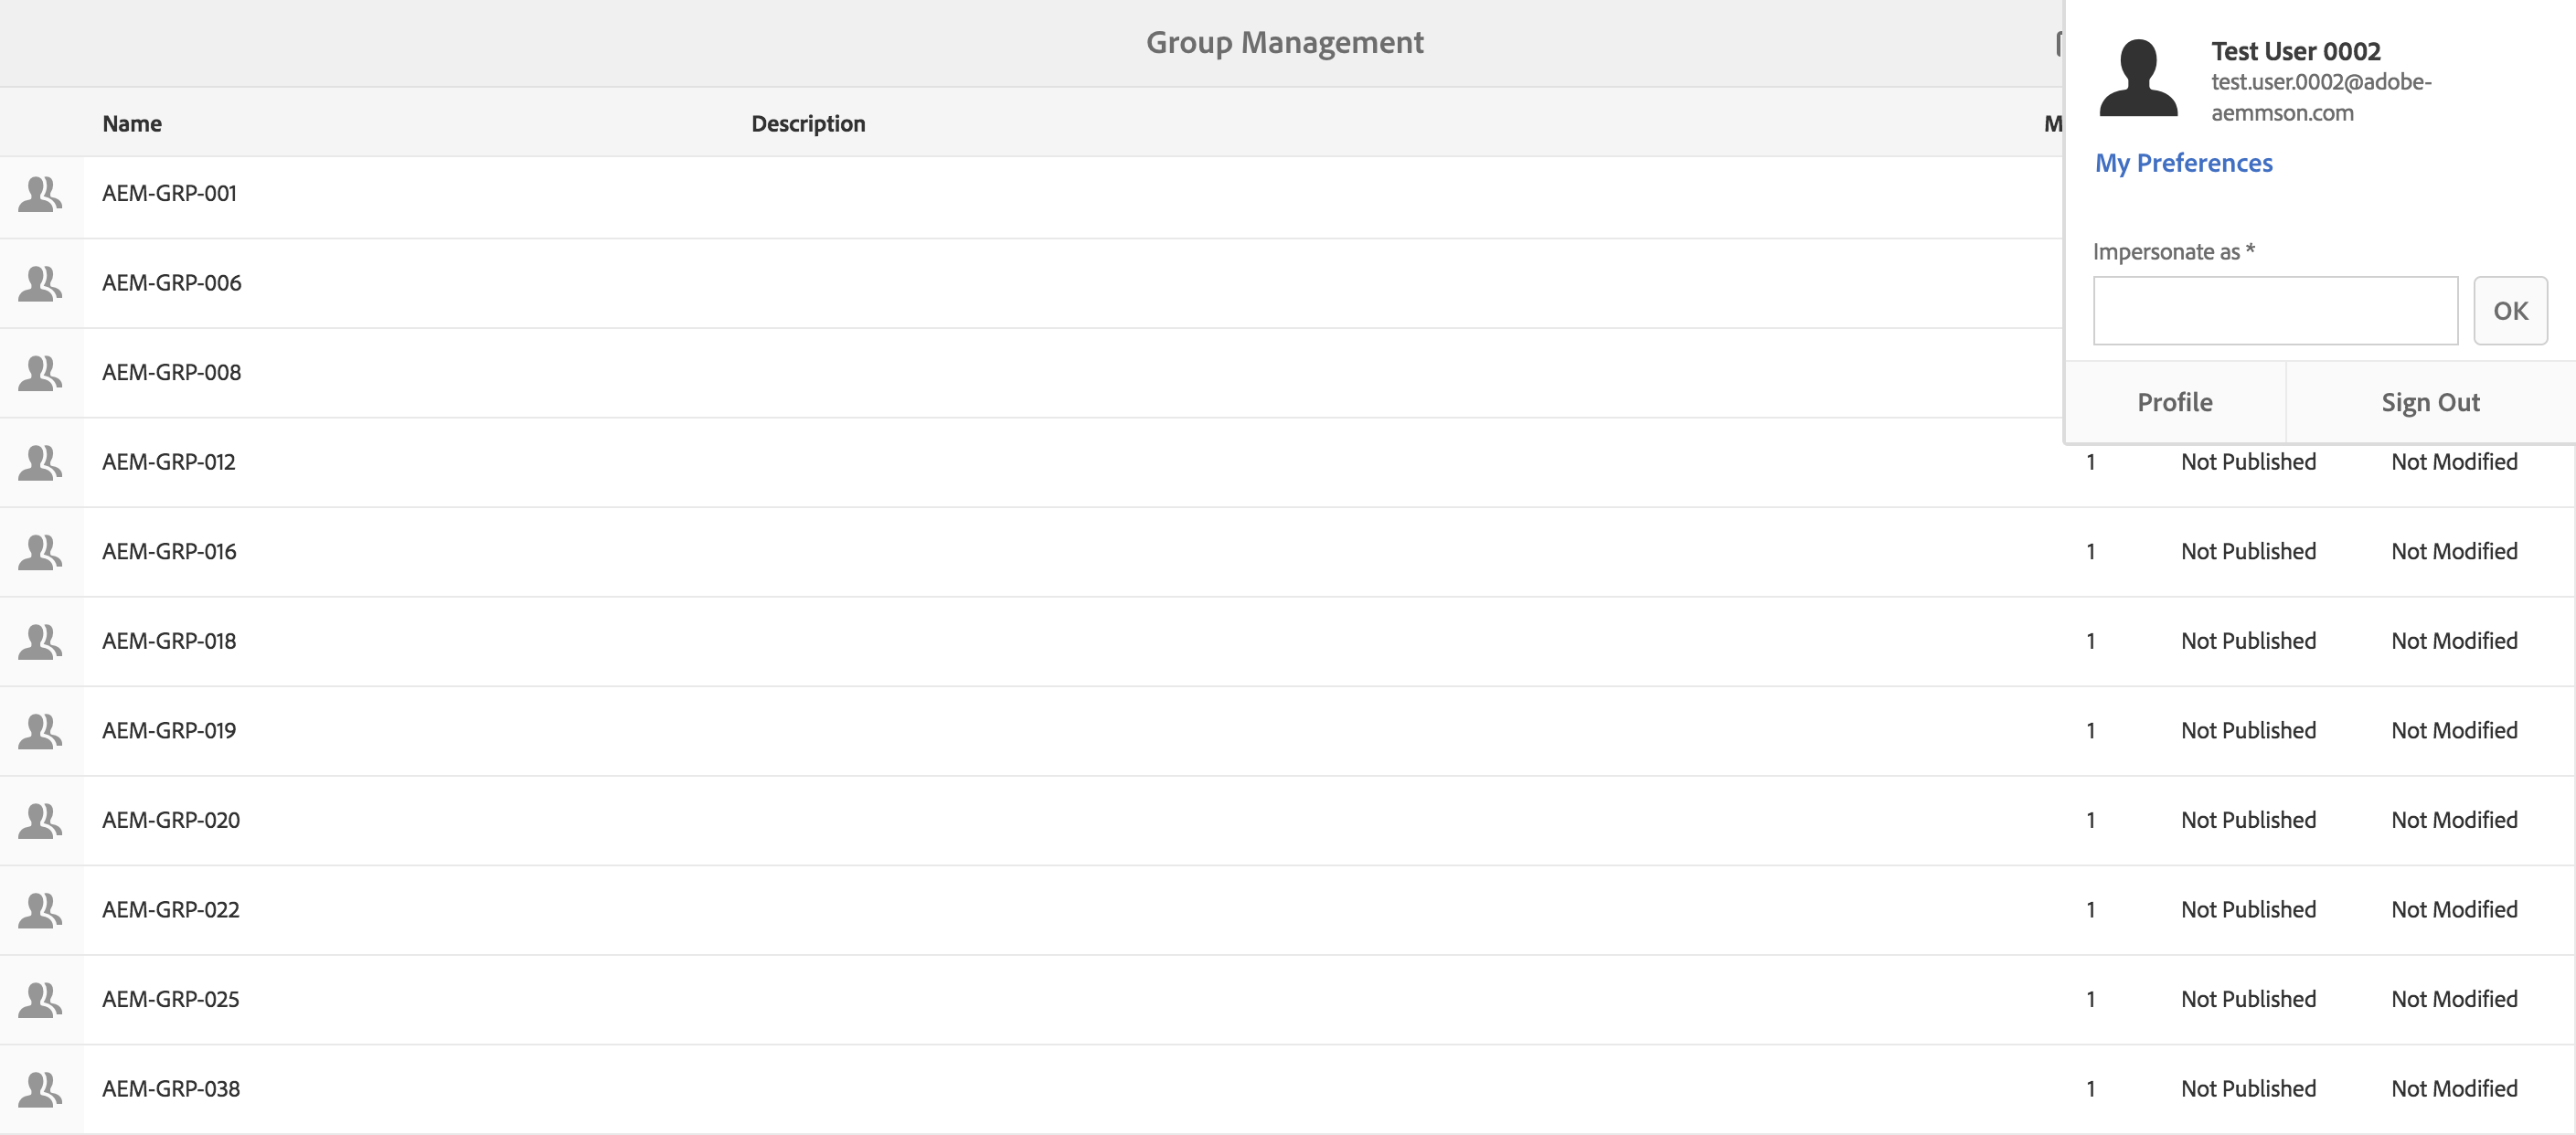 Group Management
Name Description M
AEM-GRP-001
AEM-GRP-006
AEM-GRP-008
AEM-GRP-012 1 Not Published Not Modified
AEM-GRP-016 1 Not Published Not Modified
AEM-GRP-018 1 Not Published Not Modified
AEM-GRP-019 1 Not Published Not Modified
AEM-GRP-020 1 Not Published Not Modified
AEM-GRP-022 1 Not Published Not Modified
AEM-GRP-025 1 Not Published Not Modified
AEM-GRP-038 1 Not Published Not Modified
Test User 0002
test.user.0002@adobe-
aemmson.com
My Preferences
Impersonate as *
OK
Profile Sign Out